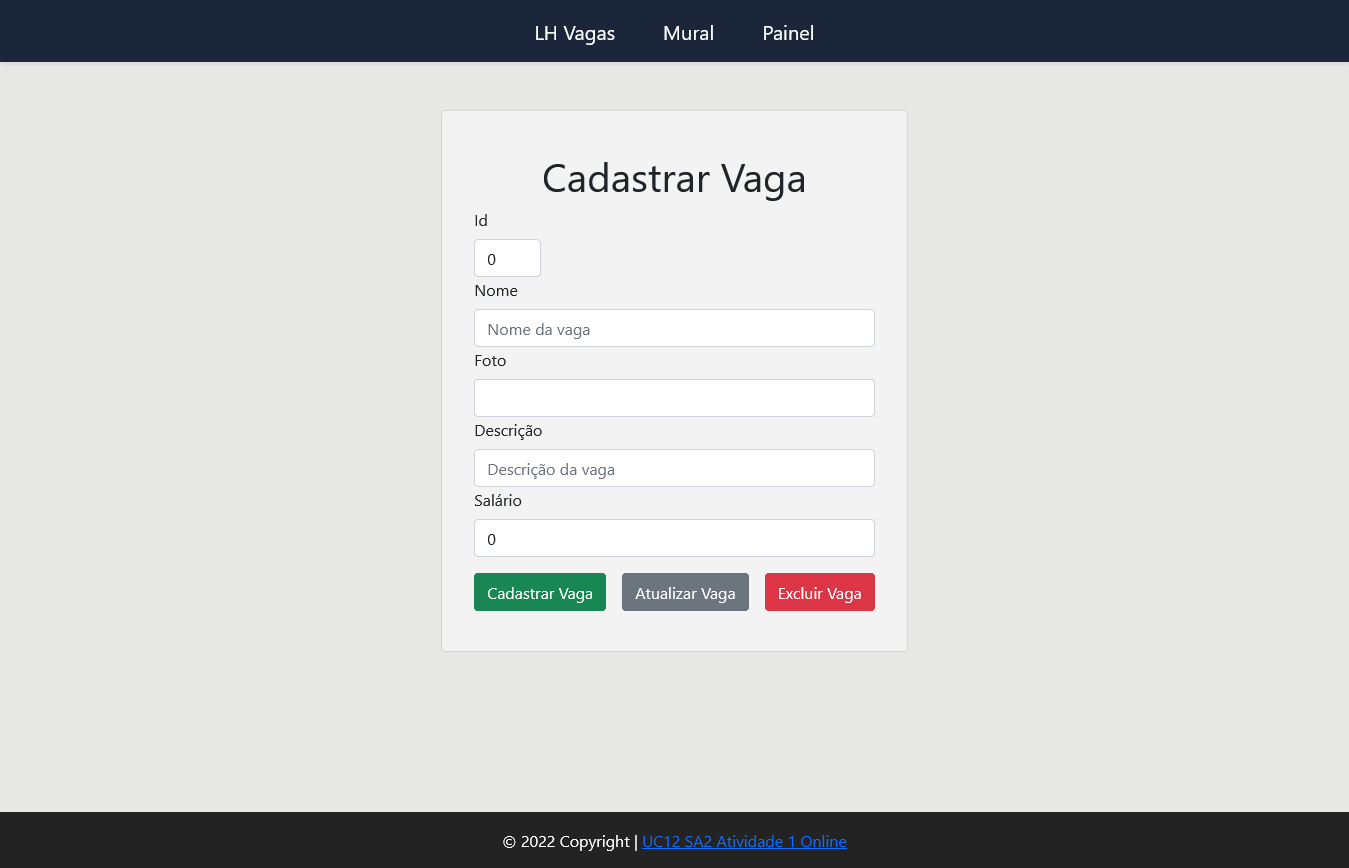 LH Vagas Mural Painel
Cadastrar Vaga
Id
0
Nome
Nome da vaga
Foto
Descrição
Descrição da vaga
Salário
0
Cadastrar Vaga Atualizar Vaga Excluir Vaga
© 2022 Copyright | UC12 SA2 Atividade 1 Online